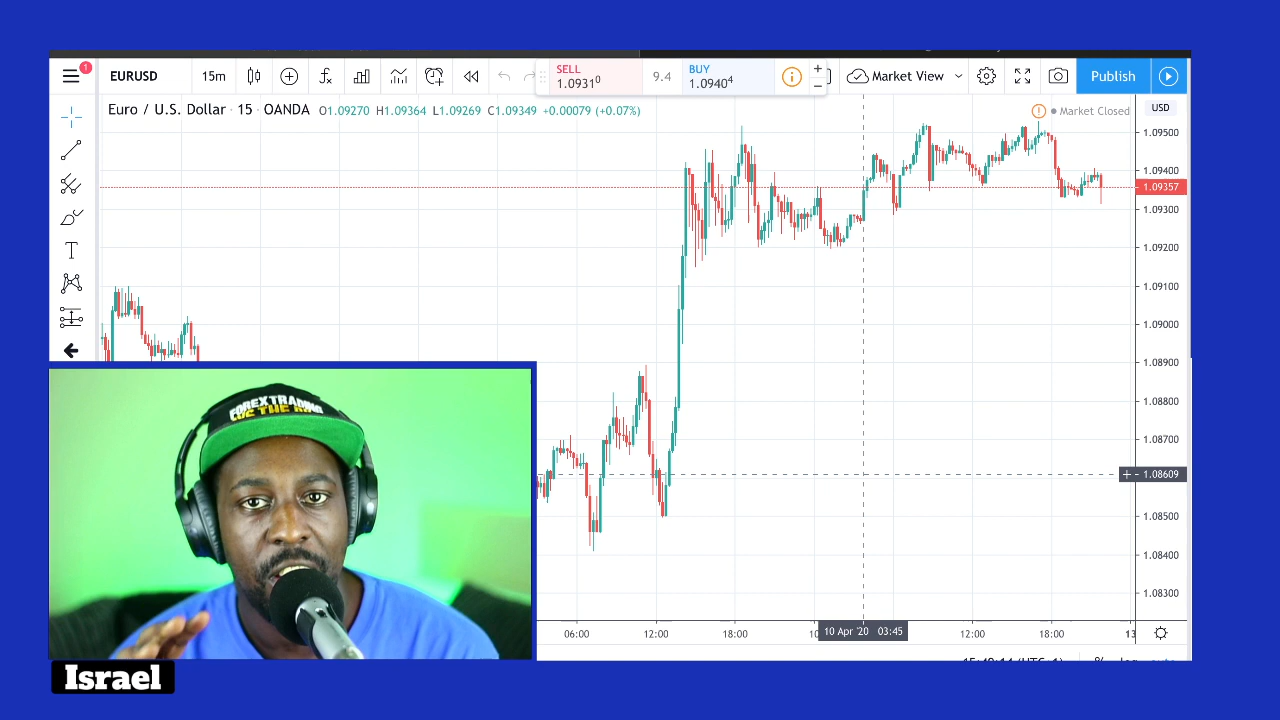 1
EURUSD
15m
SELL
1.0931⁰
9.4
BUY
1.0940⁴
Market View
Publish
Euro / U.S. Dollar · 15 · OANDA O1.09270 H1.09364 L1.09269 C1.09349 +0.00079 (+0.07%)
Market Closed
USD
1.09500
1.09400
1.09357
1.09300
1.09200
1.09100
1.09000
1.08900
1.08800
1.08700
1.08609
1.08500
1.08400
1.08300
06:00
12:00
18:00
10 Apr '20 03:45
12:00
18:00
13
FOREX TRADING
Israel